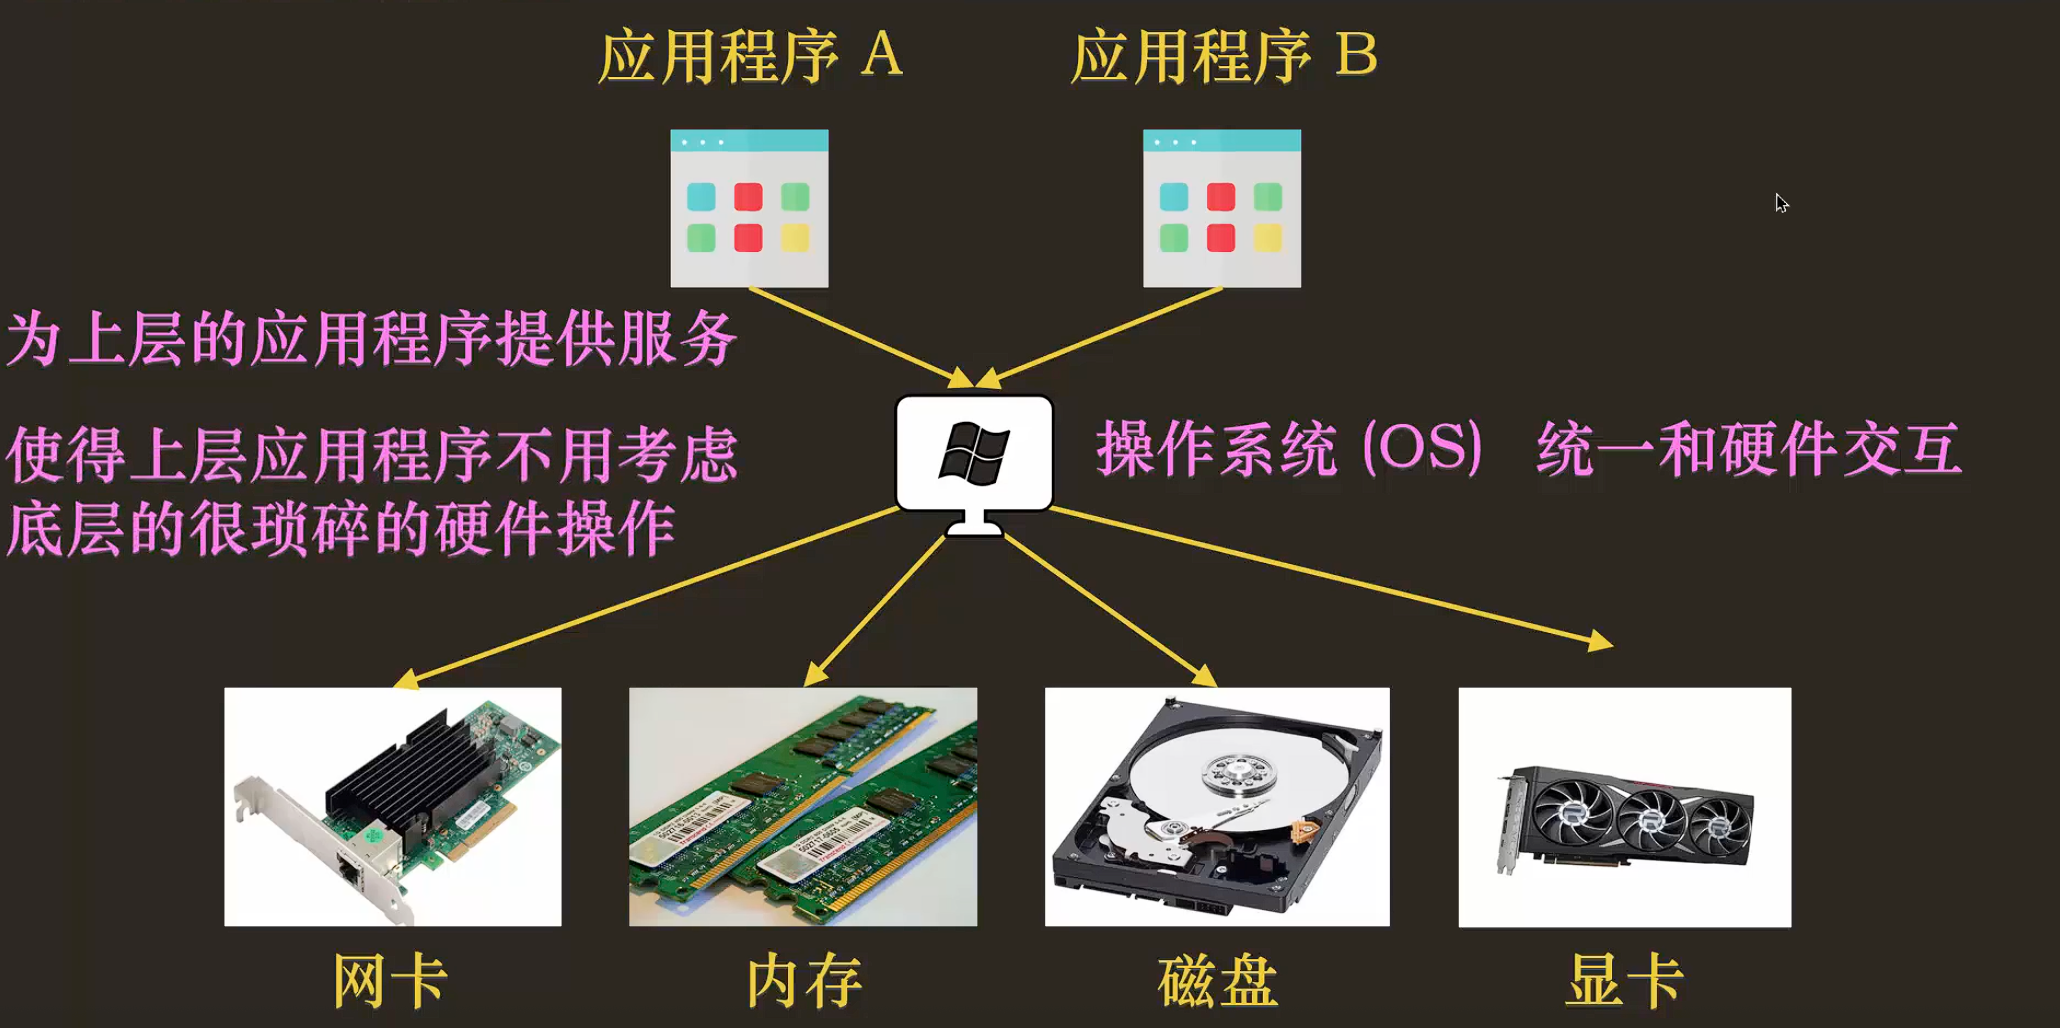 应用程序 A
应用程序 B
为上层的应用程序提供服务
使得上层应用程序不用考虑
底层的很琐碎的硬件操作
操作系统 (OS) 统一和硬件交互
网卡
内存
磁盘
显卡